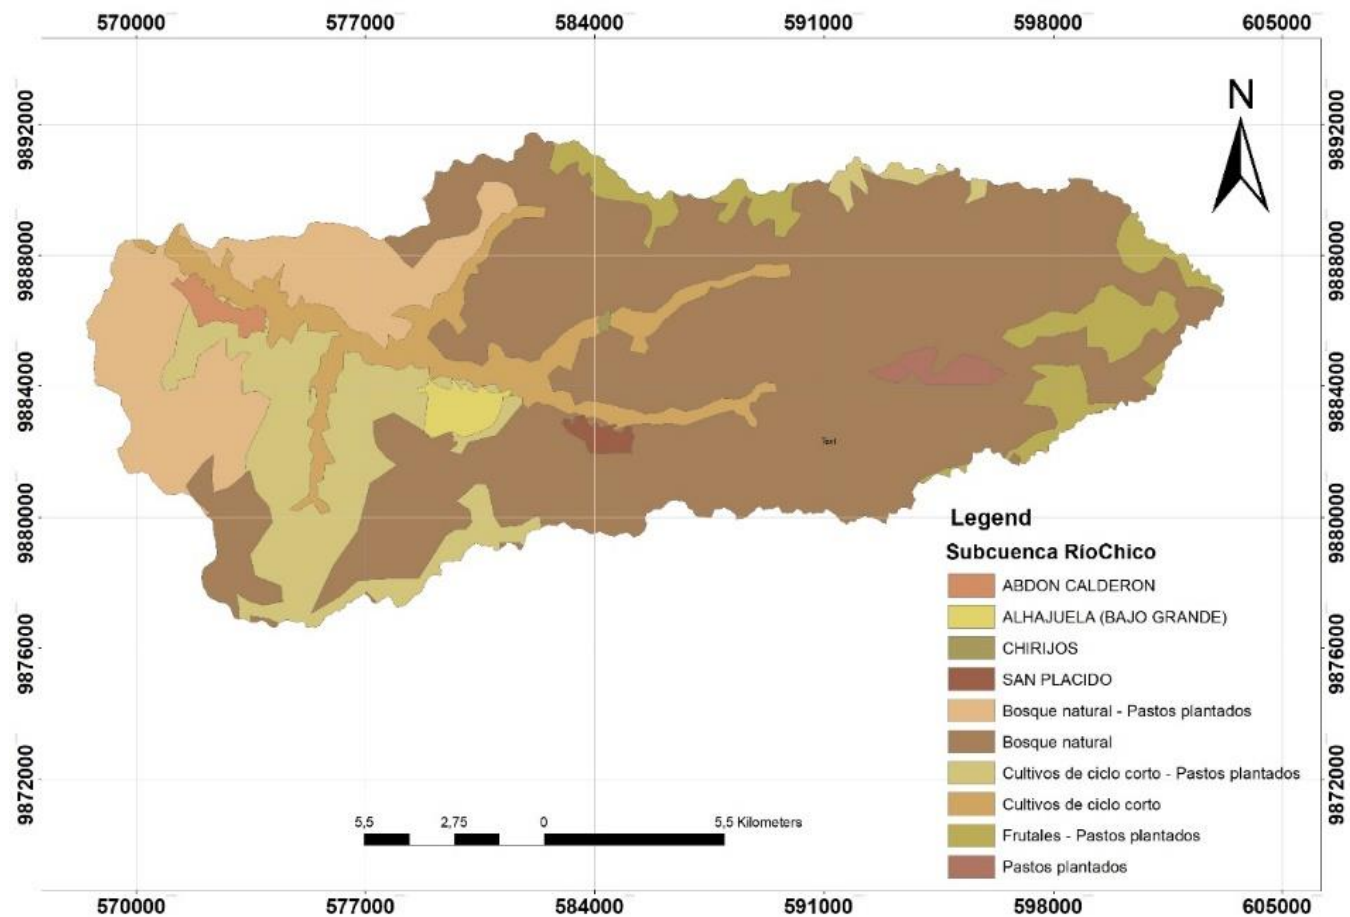 570000 577000 584000 591000 598000 605000
N
9892000 9892000
9888000 9888000
9884000 9884000
Text
9880000 9880000
9876000 9876000
9872000 9872000
Legend
Subcuenca RíoChico
ABDON CALDERON
ALHAJUELA (BAJO GRANDE)
CHIRIJOS
SAN PLACIDO
Bosque natural - Pastos plantados
Bosque natural
Cultivos de ciclo corto - Pastos plantados
Cultivos de ciclo corto
Frutales - Pastos plantados
Pastos plantados
5,5 2,75 0 5,5 Kilometers
570000 577000 584000 591000 598000 605000